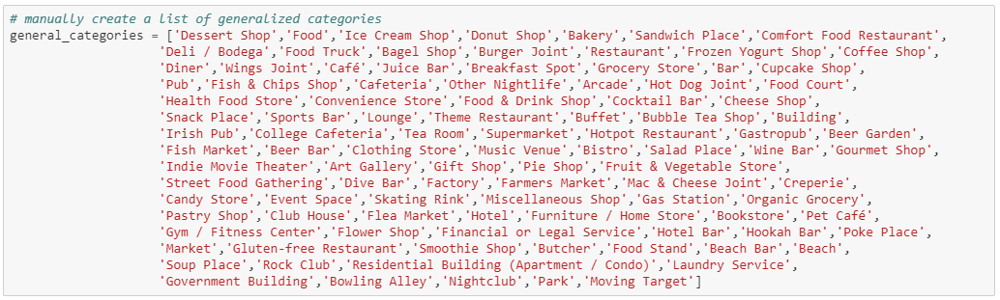 # manually create a list of generalized categories
general_categories = ['Dessert Shop','Food','Ice Cream Shop','Donut Shop','Bakery','Sandwich Place','Comfort Food Restaurant',
'Deli / Bodega','Food Truck','Bagel Shop','Burger Joint','Restaurant','Frozen Yogurt Shop','Coffee Shop',
'Diner','Wings Joint','Café','Juice Bar','Breakfast Spot','Grocery Store','Bar','Cupcake Shop',
'Pub','Fish & Chips Shop','Cafeteria','Other Nightlife','Arcade','Hot Dog Joint','Food Court',
'Health Food Store','Convenience Store','Food & Drink Shop','Cocktail Bar','Cheese Shop',
'Snack Place','Sports Bar','Lounge','Theme Restaurant','Buffet','Bubble Tea Shop','Building',
'Irish Pub','College Cafeteria','Tea Room','Supermarket','Hotpot Restaurant','Gastropub','Beer Garden',
'Fish Market','Beer Bar','Clothing Store','Music Venue','Bistro','Salad Place','Wine Bar','Gourmet Shop',
'Indie Movie Theater','Art Gallery','Gift Shop','Pie Shop','Fruit & Vegetable Store',
'Street Food Gathering','Dive Bar','Factory','Farmers Market','Mac & Cheese Joint','Creperie',
'Candy Store','Event Space','Skating Rink','Miscellaneous Shop','Gas Station','Organic Grocery',
'Pastry Shop','Club House','Flea Market','Hotel','Furniture / Home Store','Bookstore','Pet Café',
'Gym / Fitness Center','Flower Shop','Financial or Legal Service','Hotel Bar','Hookah Bar','Poke Place',
'Market','Gluten-free Restaurant','Smoothie Shop','Butcher','Food Stand','Beach Bar','Beach',
'Soup Place','Rock Club','Residential Building (Apartment / Condo)','Laundry Service',
'Government Building','Bowling Alley','Nightclub','Park','Moving Target']